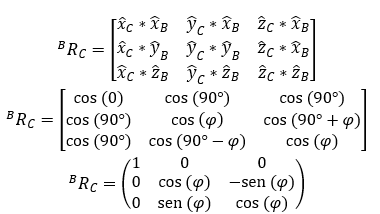 ᴮR_C = [x̂_C * x̂_B  ŷ_C * x̂_B  ẑ_C * x̂_B
x̂_C * ŷ_B  ŷ_C * ŷ_B  ẑ_C * x̂_B
x̂_C * ẑ_B  ŷ_C * ẑ_B  ẑ_C * ẑ_B]
ᴮR_C = [cos (0)  cos (90°)  cos (90°)
cos (90°)  cos (φ)  cos (90° + φ)
cos (90°)  cos (90° − φ)  cos (φ)]
ᴮR_C = (1  0  0
0  cos (φ)  −sen (φ)
0  sen (φ)  cos (φ))